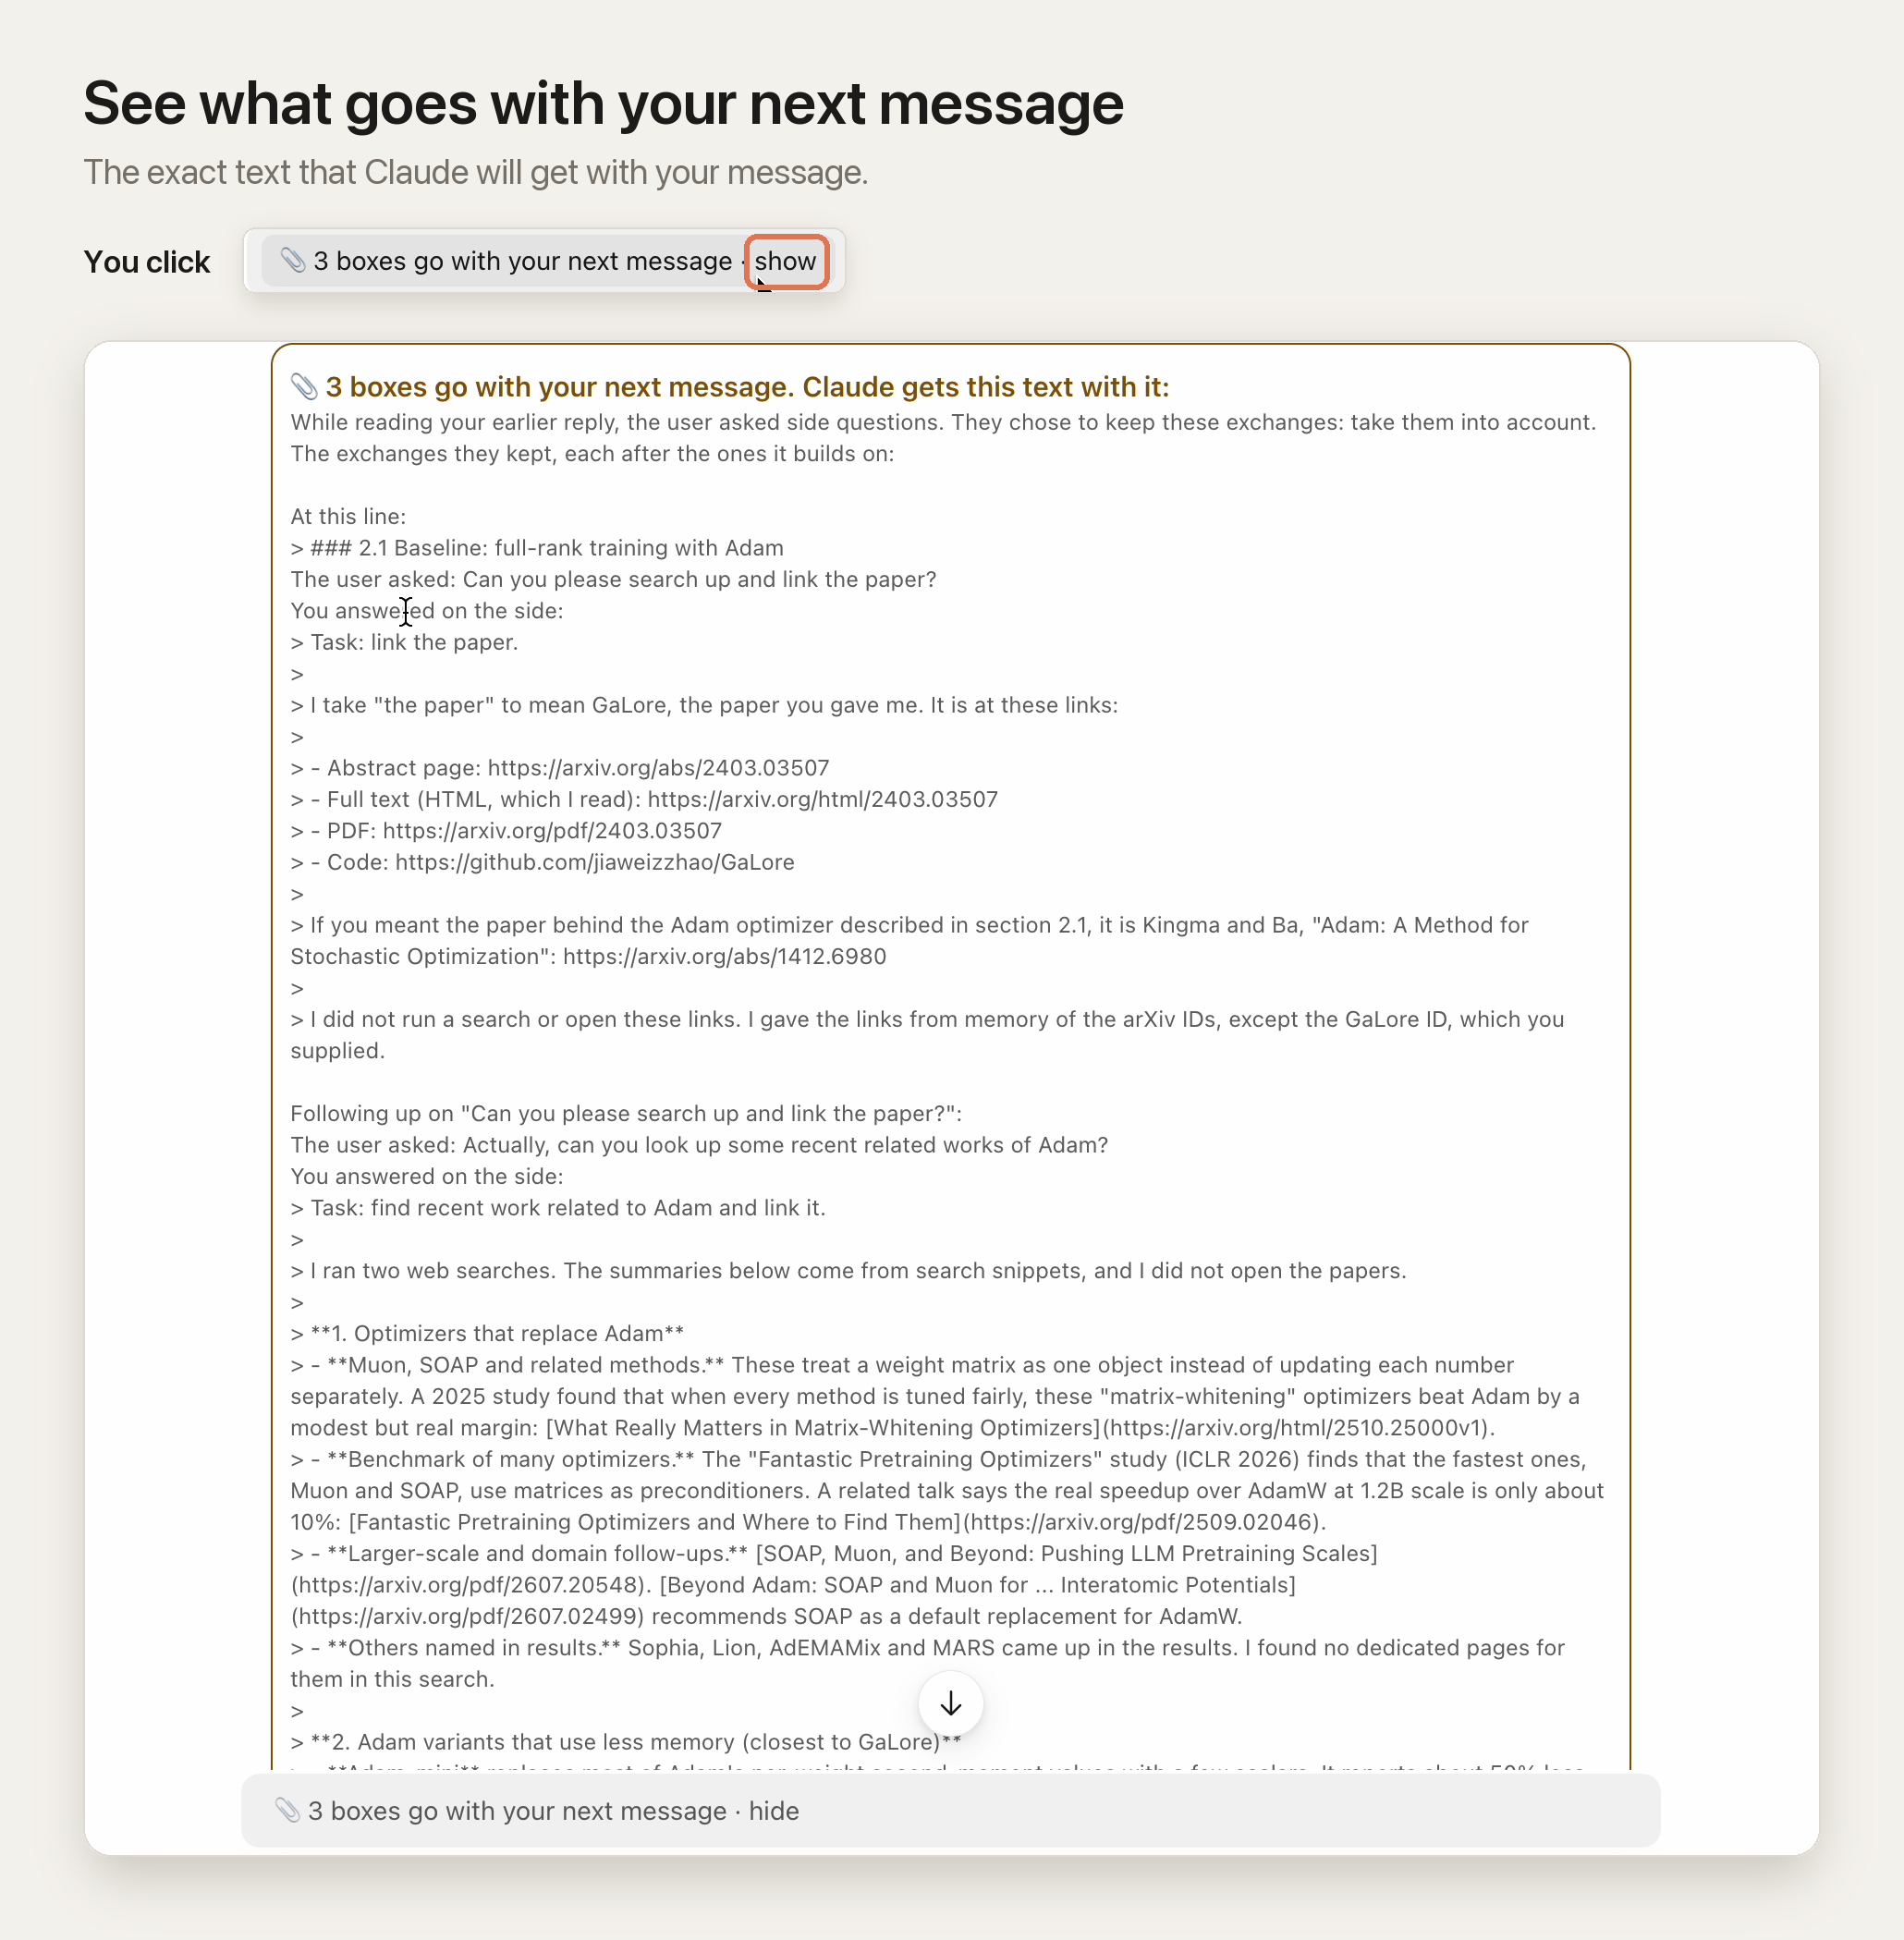 See what goes with your next message
The exact text that Claude will get with your message.
You click
3 boxes go with your next message · show
3 boxes go with your next message. Claude gets this text with it:
While reading your earlier reply, the user asked side questions. They chose to keep these exchanges: take them into account.
The exchanges they kept, each after the ones it builds on:
At this line:
> ### 2.1 Baseline: full-rank training with Adam
The user asked: Can you please search up and link the paper?
You answered on the side:
> Task: link the paper.
>
> I take "the paper" to mean GaLore, the paper you gave me. It is at these links:
>
> - Abstract page: https://arxiv.org/abs/2403.03507
> - Full text (HTML, which I read): https://arxiv.org/html/2403.03507
> - PDF: https://arxiv.org/pdf/2403.03507
> - Code: https://github.com/jiaweizzhao/GaLore
>
> If you meant the paper behind the Adam optimizer described in section 2.1, it is Kingma and Ba, "Adam: A Method for
Stochastic Optimization": https://arxiv.org/abs/1412.6980
>
> I did not run a search or open these links. I gave the links from memory of the arXiv IDs, except the GaLore ID, which you
supplied.
Following up on "Can you please search up and link the paper?":
The user asked: Actually, can you look up some recent related works of Adam?
You answered on the side:
> Task: find recent work related to Adam and link it.
>
> I ran two web searches. The summaries below come from search snippets, and I did not open the papers.
>
> **1. Optimizers that replace Adam**
> - **Muon, SOAP and related methods.** These treat a weight matrix as one object instead of updating each number
separately. A 2025 study found that when every method is tuned fairly, these "matrix-whitening" optimizers beat Adam by a
modest but real margin: [What Really Matters in Matrix-Whitening Optimizers](https://arxiv.org/html/2510.25000v1).
> - **Benchmark of many optimizers.** The "Fantastic Pretraining Optimizers" study (ICLR 2026) finds that the fastest ones,
Muon and SOAP, use matrices as preconditioners. A related talk says the real speedup over AdamW at 1.2B scale is only about
10%: [Fantastic Pretraining Optimizers and Where to Find Them](https://arxiv.org/pdf/2509.02046).
> - **Larger-scale and domain follow-ups.** [SOAP, Muon, and Beyond: Pushing LLM Pretraining Scales]
(https://arxiv.org/pdf/2607.20548). [Beyond Adam: SOAP and Muon for ... Interatomic Potentials]
(https://arxiv.org/pdf/2607.02499) recommends SOAP as a default replacement for AdamW.
> - **Others named in results.** Sophia, Lion, AdEMAMix and MARS came up in the results. I found no dedicated pages for
them in this search.
>
> **2. Adam variants that use less memory (closest to GaLore)**
3 boxes go with your next message · hide